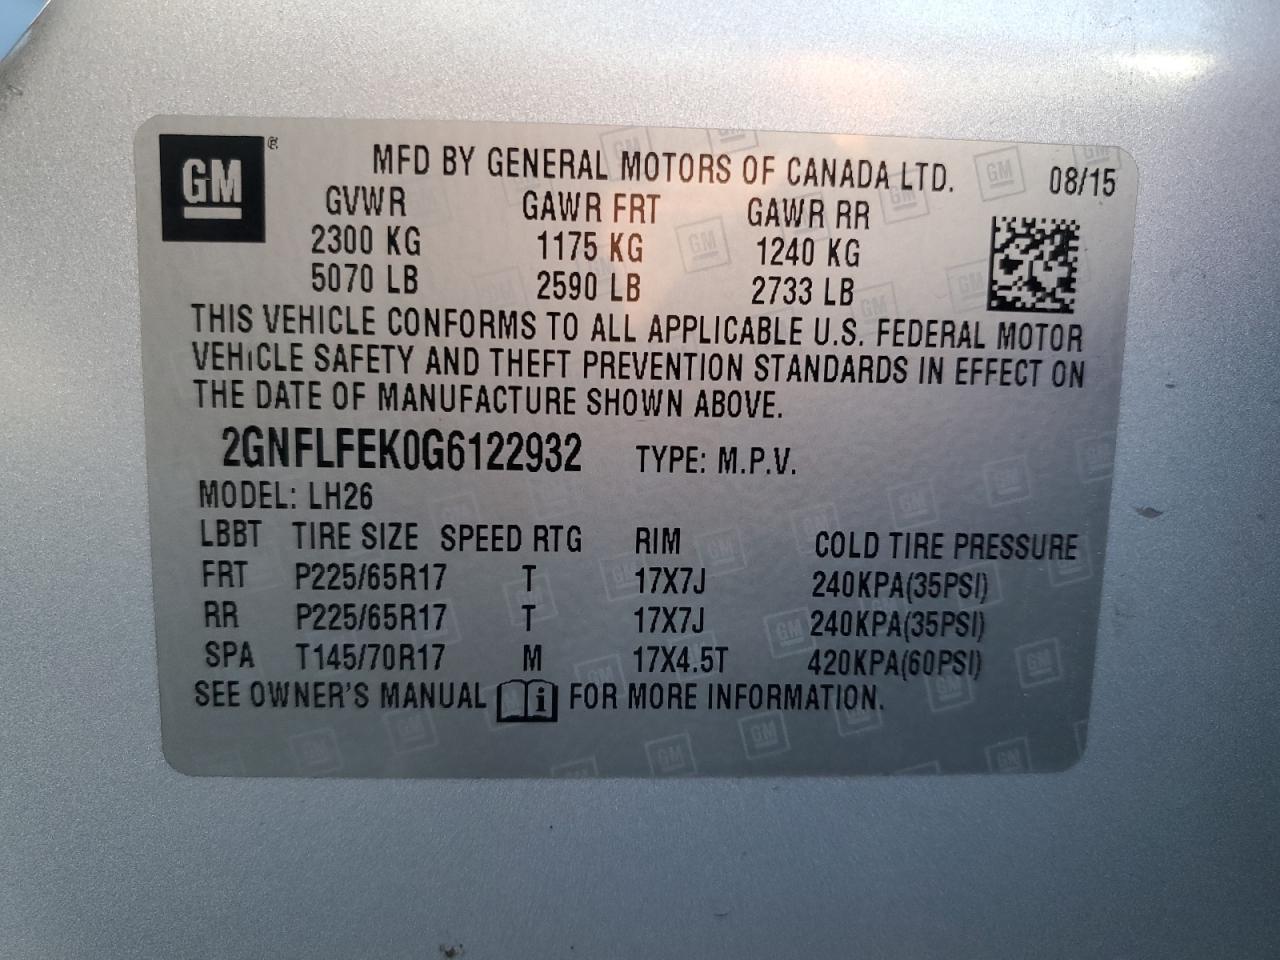 GM ®
MFD BY GENERAL MOTORS OF CANADA LTD. 08/15
GVWR GAWR FRT GAWR RR
2300 KG 1175 KG 1240 KG
5070 LB 2590 LB 2733 LB
THIS VEHICLE CONFORMS TO ALL APPLICABLE U.S. FEDERAL MOTOR
VEHICLE SAFETY AND THEFT PREVENTION STANDARDS IN EFFECT ON
THE DATE OF MANUFACTURE SHOWN ABOVE.
2GNFLFEK0G6122932 TYPE: M.P.V.
MODEL: LH26
LBBT TIRE SIZE SPEED RTG RIM COLD TIRE PRESSURE
FRT P225/65R17 T 17X7J 240KPA(35PSI)
RR P225/65R17 T 17X7J 240KPA(35PSI)
SPA T145/70R17 M 17X4.5T 420KPA(60PSI)
SEE OWNER'S MANUAL i FOR MORE INFORMATION.